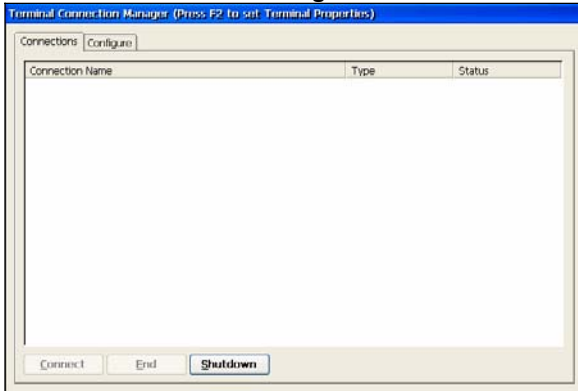 Terminal Connection Manager (Press F2 to set Terminal Properties)
Connections Configure
Connection Name Type Status
Connect End Shutdown